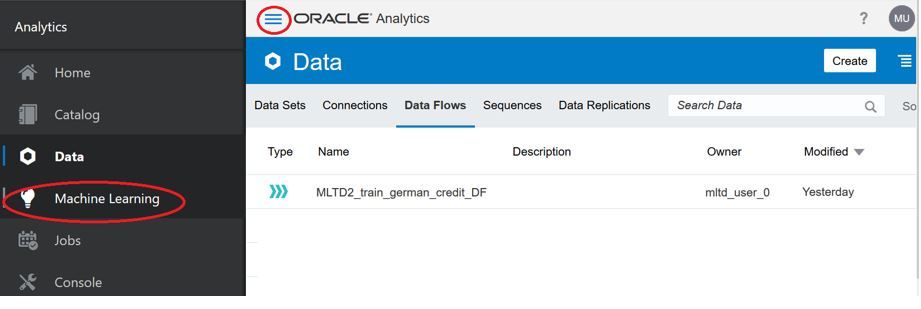 Analytics
Home
Catalog
Data
Machine Learning
Jobs
Console
ORACLE® Analytics
?
MU
Data
Create
Data Sets Connections Data Flows Sequences Data Replications Search Data So
Type Name Description Owner Modified
MLTD2_train_german_credit_DF mltd_user_0 Yesterday